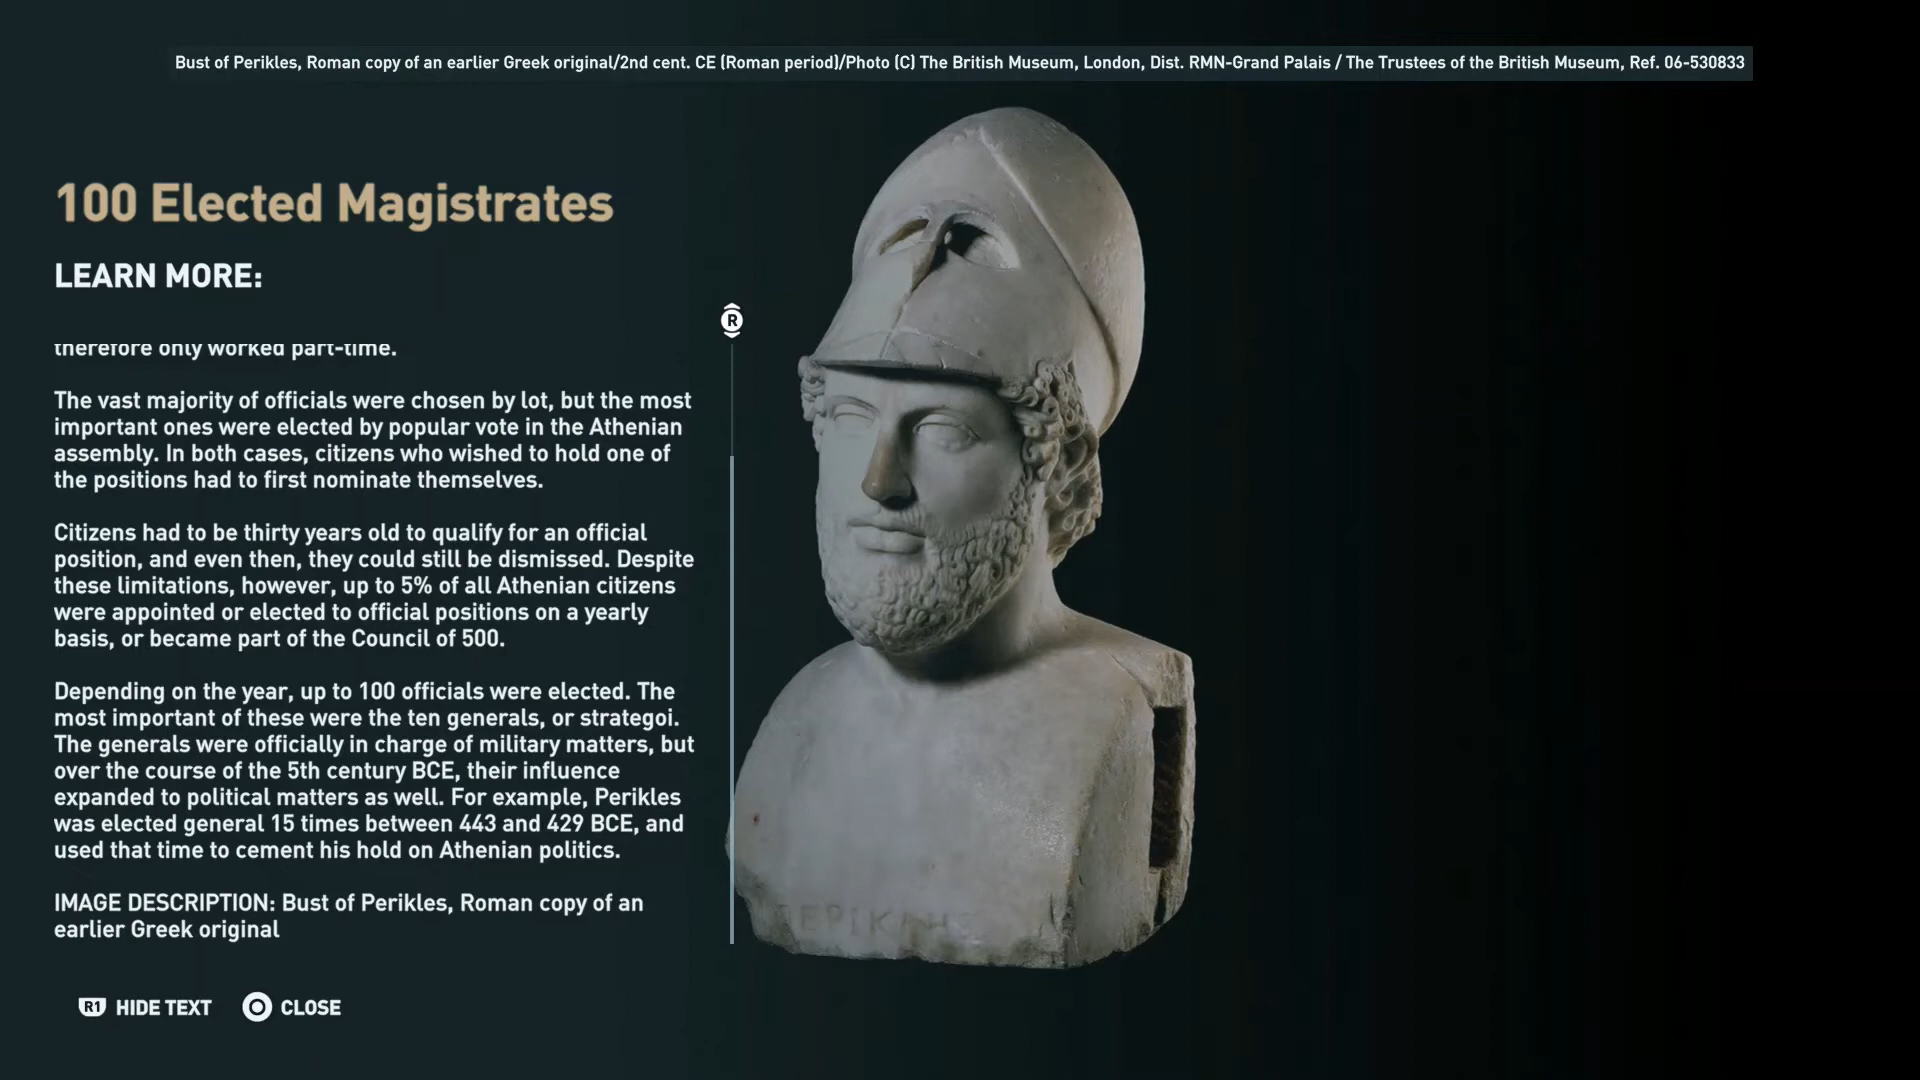 Bust of Perikles, Roman copy of an earlier Greek original/2nd cent. CE (Roman period)/Photo (C) The British Museum, London, Dist. RMN-Grand Palais / The Trustees of the British Museum, Ref. 06-530833
100 Elected Magistrates
LEARN MORE:
R
therefore only worked part-time.
The vast majority of officials were chosen by lot, but the most
important ones were elected by popular vote in the Athenian
assembly. In both cases, citizens who wished to hold one of
the positions had to first nominate themselves.
Citizens had to be thirty years old to qualify for an official
position, and even then, they could still be dismissed. Despite
these limitations, however, up to 5% of all Athenian citizens
were appointed or elected to official positions on a yearly
basis, or became part of the Council of 500.
Depending on the year, up to 100 officials were elected. The
most important of these were the ten generals, or strategoi.
The generals were officially in charge of military matters, but
over the course of the 5th century BCE, their influence
expanded to political matters as well. For example, Perikles
was elected general 15 times between 443 and 429 BCE, and
used that time to cement his hold on Athenian politics.
IMAGE DESCRIPTION: Bust of Perikles, Roman copy of an
earlier Greek original
R1 HIDE TEXT CLOSE